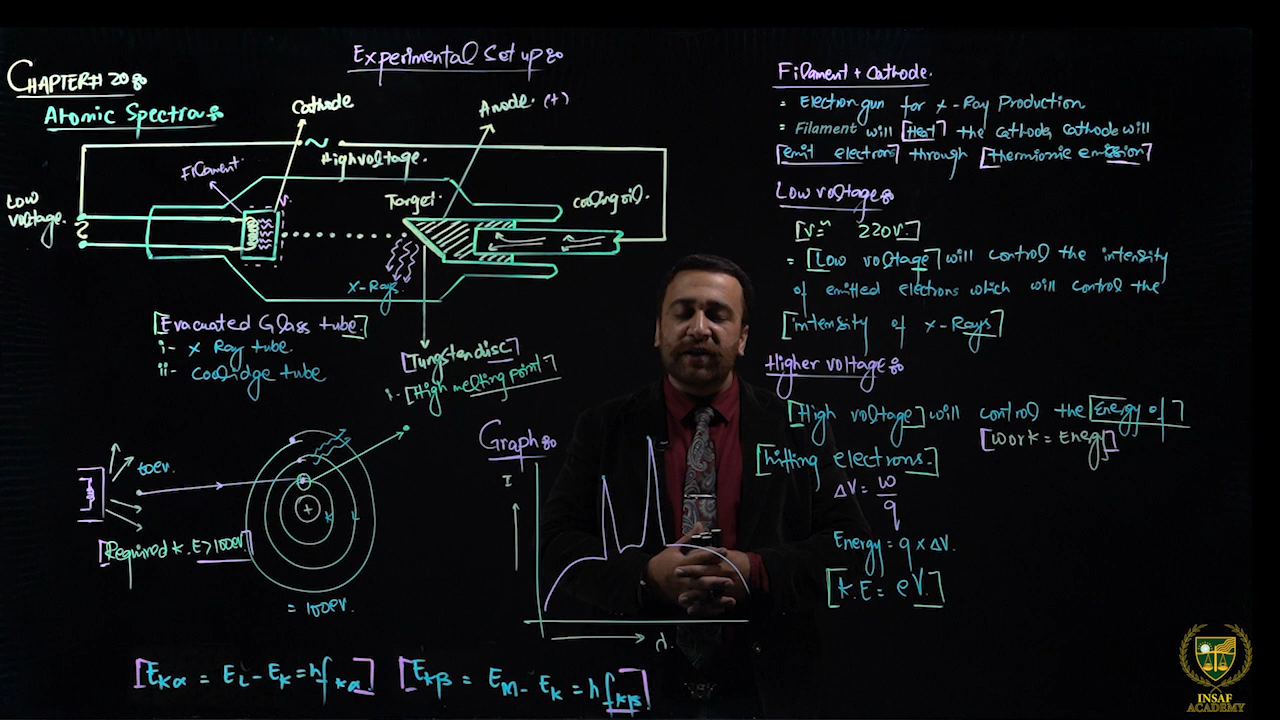 CHAPTER# 20:
Atomic Spectra:
Experimental Set up:
Cathode
Anode (+)
Filament
High voltage.
~
Low
voltage.
Target.
cooling oil.
X-Rays
[Evacuated Glass tube.]
i- X Ray tube
ii- Coolidge tube
[Tungsten disc]
i- [High melting point]
[Required K.E > 100ev.]
+
K
L
= 100ev.
Graph:
I
λ
[EKα = EL - EK = hfKα] [EKβ = EM - EK = hfKβ]
Filament + Cathode.
= Electron gun for X-Ray Production
= Filament will [Heat] the cathode, cathode will
[emit electrons] through [thermionic emission]
Low voltage:
= [Low voltage] will control the intensity
of emitted electrons which will control the
[intensity of X-Rays]
Higher voltage:
[High voltage] will control the [Energy of]
[hitting electrons.]
[Work = Energy]
ΔV = W/q
Energy = q × ΔV.
[K.E = eV.]
INSAF
ACADEMY